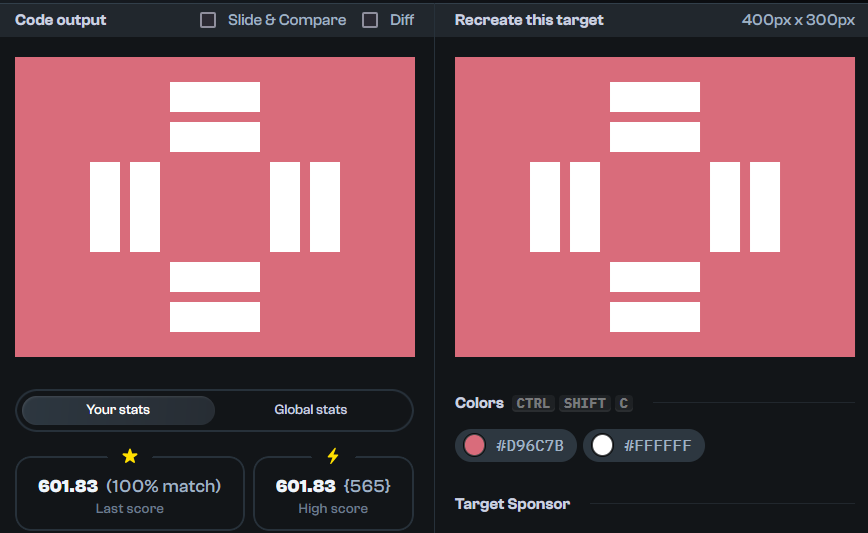 Code output
Slide & Compare
Diff
Recreate this target
400px x 300px
Your stats
Global stats
601.83 (100% match)
Last score
601.83 {565}
High score
Colors CTRL SHIFT C
#D96C7B
#FFFFFF
Target Sponsor